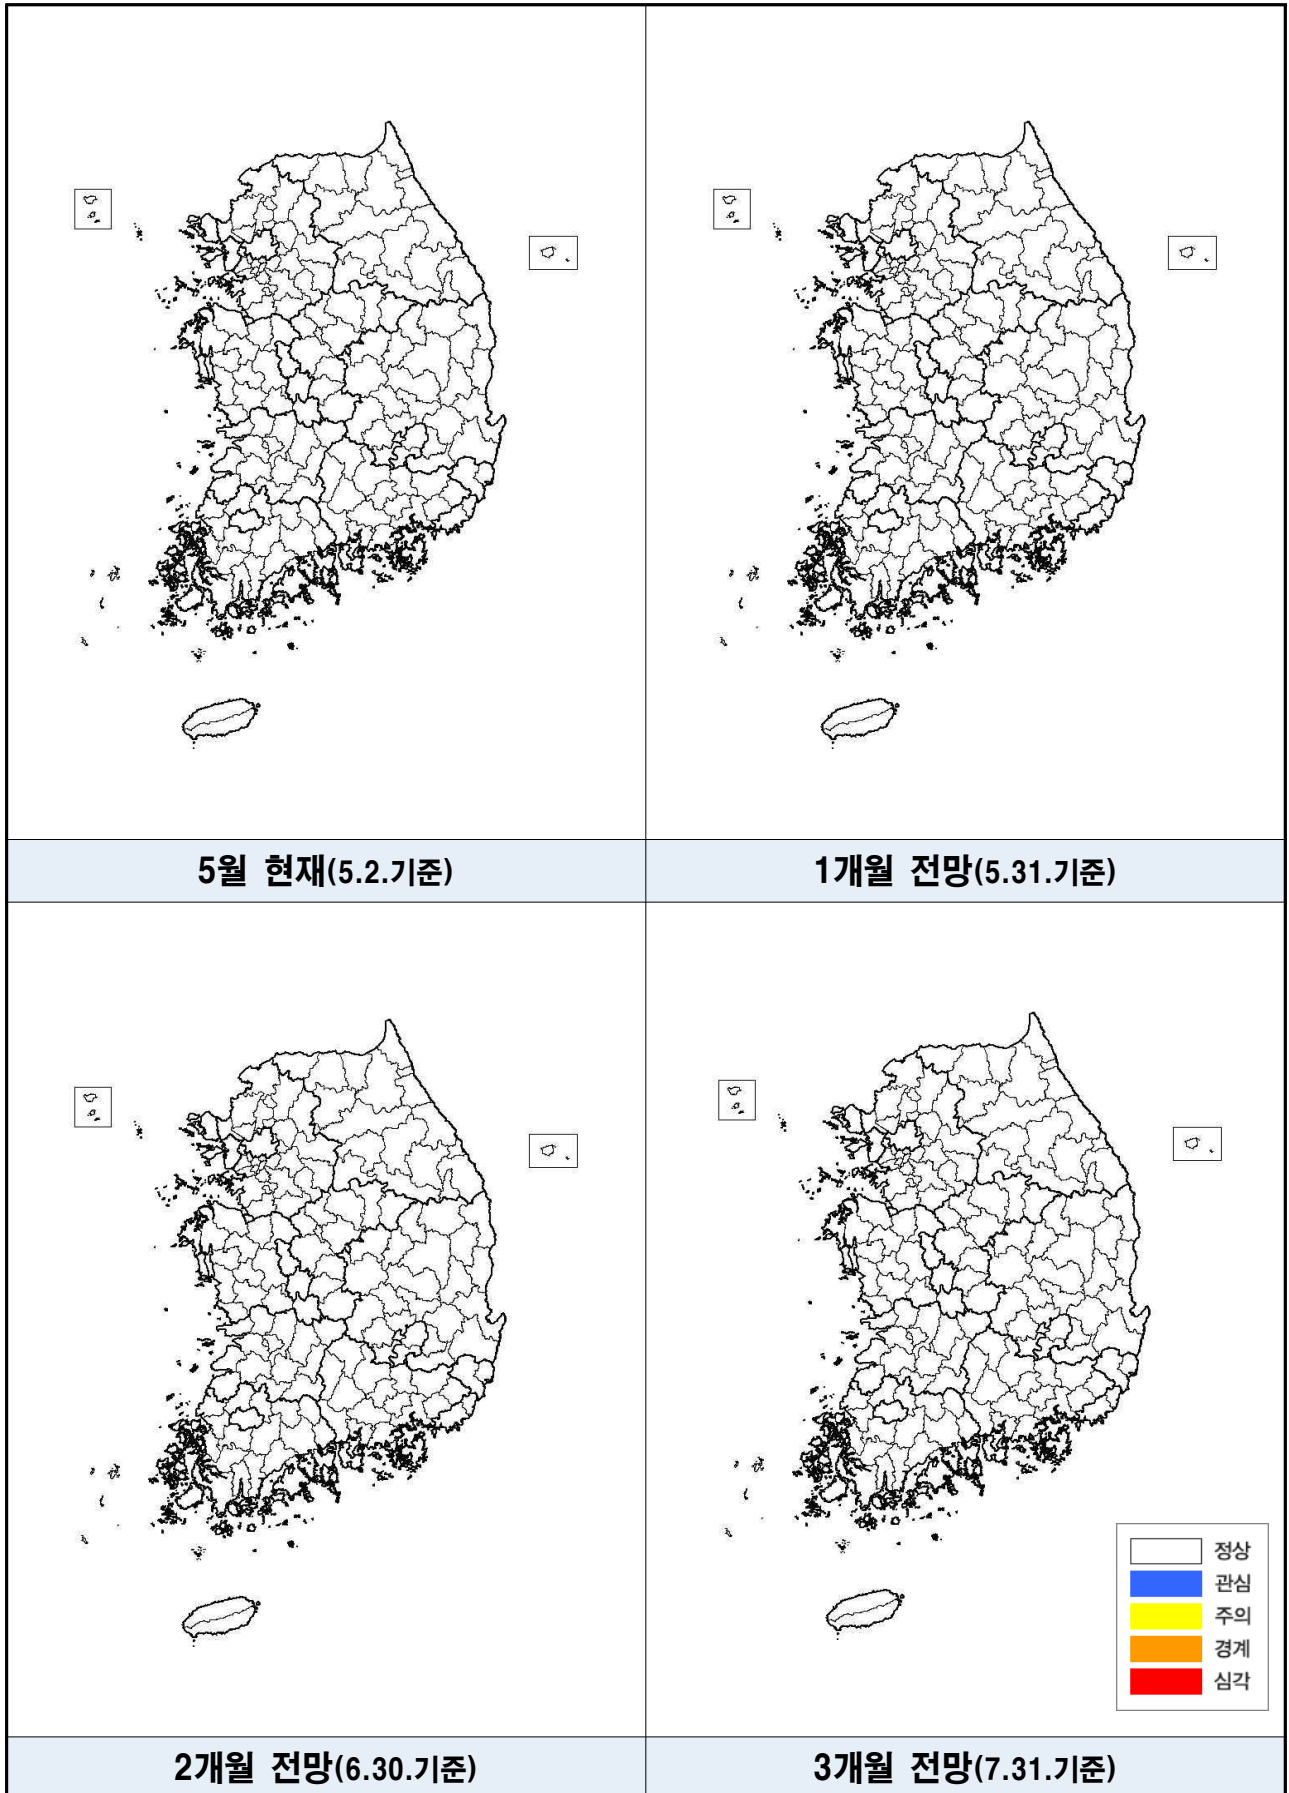 5월 현재(5.2.기준)
1개월 전망(5.31.기준)
정상
관심
주의
경계
심각
2개월 전망(6.30.기준)
3개월 전망(7.31.기준)